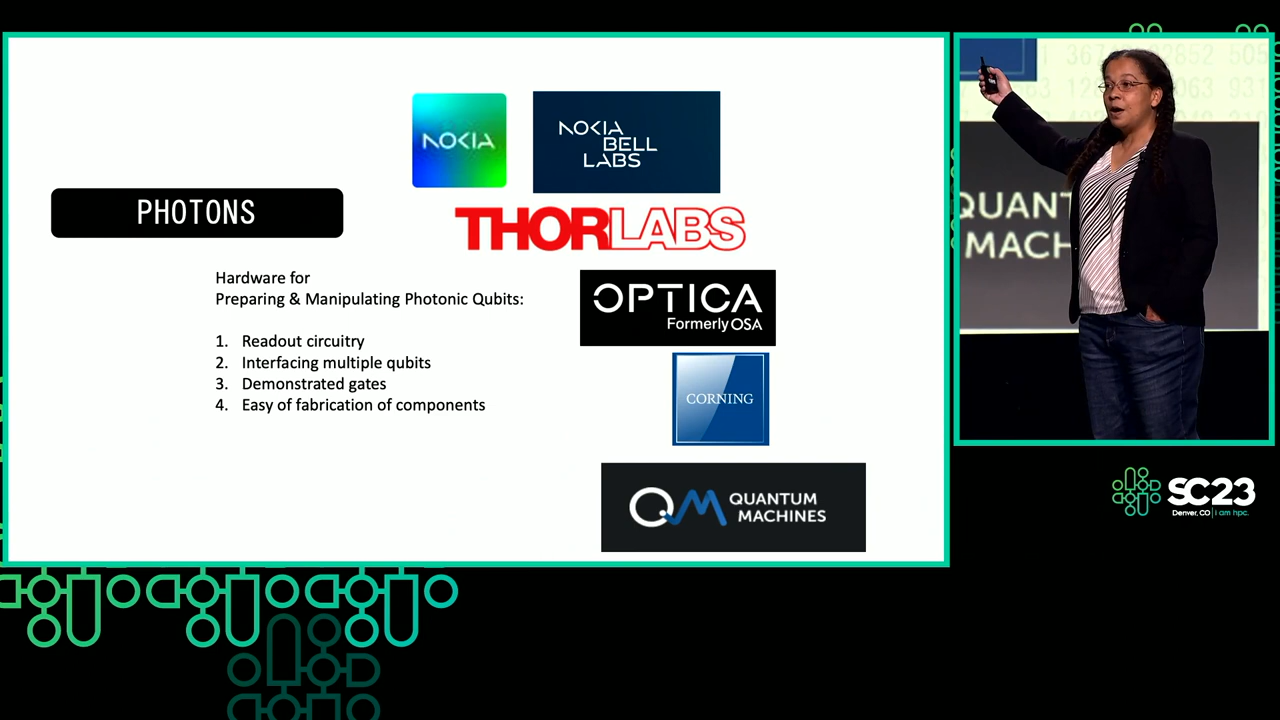 NOKIA
NOKIA
BELL
LABS
PHOTONS
THORLABS
Hardware for
Preparing & Manipulating Photonic Qubits:
OPTICA
Formerly OSA
1. Readout circuitry
2. Interfacing multiple qubits
3. Demonstrated gates
4. Easy of fabrication of components
CORNING
QM QUANTUM
MACHINES
QUANT
MACH
SC23
Denver, CO | i am hpc.